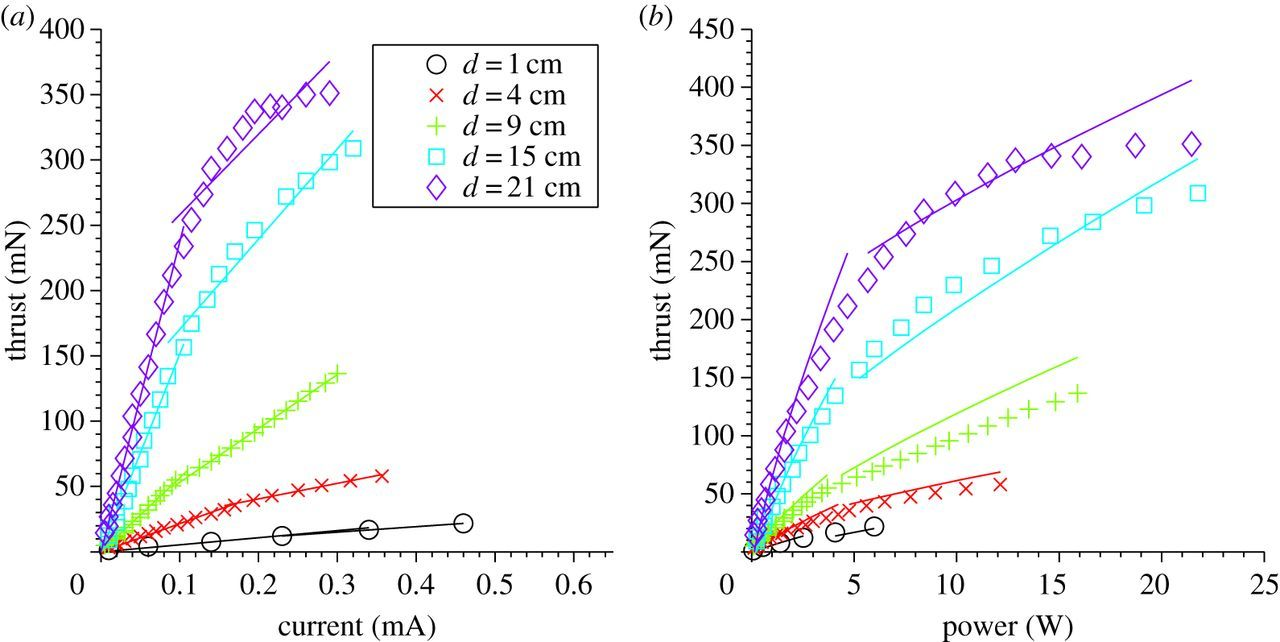 (a)
400
350
300
250
200
150
100
50
0
0.1
0.2
0.3
0.4
0.5
0.6
thrust (mN)
current (mA)
d = 1 cm
d = 4 cm
d = 9 cm
d = 15 cm
d = 21 cm
(b)
450
400
350
300
250
200
150
100
50
0
5
10
15
20
25
thrust (mN)
power (W)